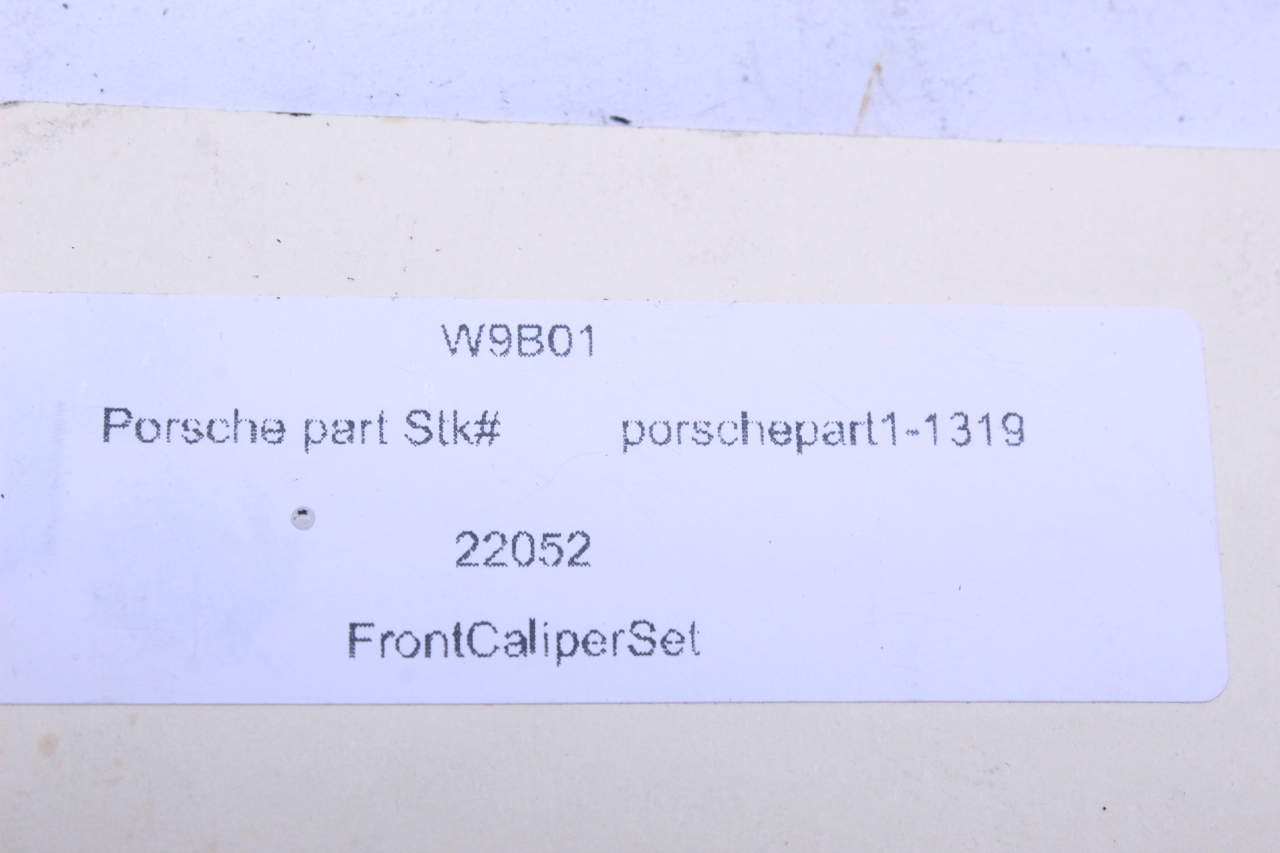 W9B01
Porsche part Stk# porschepart1-1319
22052
FrontCaliperSet